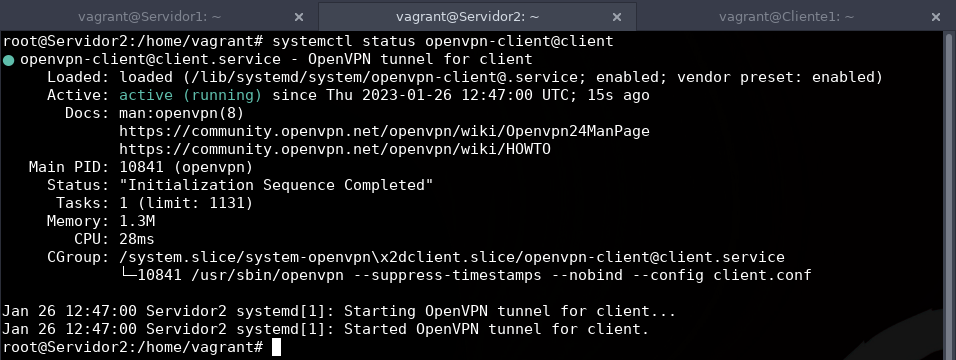 vagrant@Servidor1: ~ × vagrant@Servidor2: ~ × vagrant@Cliente1: ~ ×
root@Servidor2:/home/vagrant# systemctl status openvpn-client@client
● openvpn-client@client.service - OpenVPN tunnel for client
     Loaded: loaded (/lib/systemd/system/openvpn-client@.service; enabled; vendor preset: enabled)
     Active: active (running) since Thu 2023-01-26 12:47:00 UTC; 15s ago
       Docs: man:openvpn(8)
             https://community.openvpn.net/openvpn/wiki/Openvpn24ManPage
             https://community.openvpn.net/openvpn/wiki/HOWTO
   Main PID: 10841 (openvpn)
     Status: "Initialization Sequence Completed"
      Tasks: 1 (limit: 1131)
     Memory: 1.3M
        CPU: 28ms
     CGroup: /system.slice/system-openvpn\x2dclient.slice/openvpn-client@client.service
             └─10841 /usr/sbin/openvpn --suppress-timestamps --nobind --config client.conf
Jan 26 12:47:00 Servidor2 systemd[1]: Starting OpenVPN tunnel for client...
Jan 26 12:47:00 Servidor2 systemd[1]: Started OpenVPN tunnel for client.
root@Servidor2:/home/vagrant#